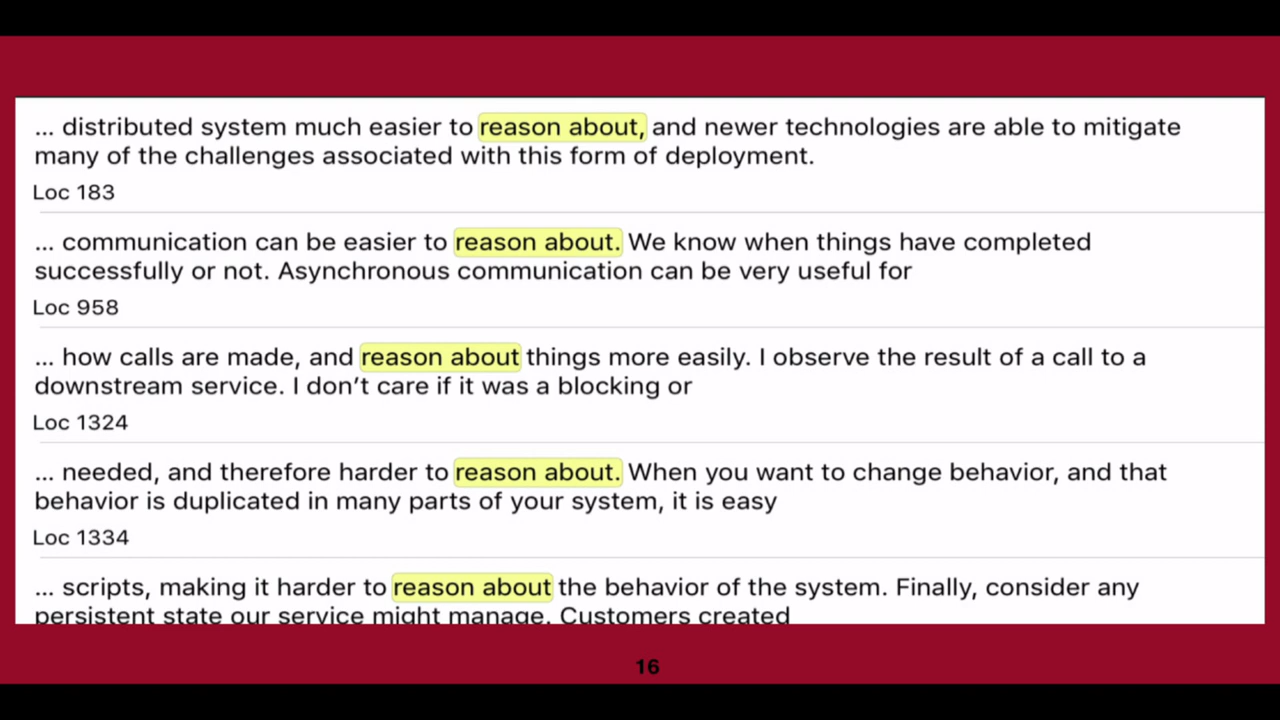 ... distributed system much easier to reason about, and newer technologies are able to mitigate
many of the challenges associated with this form of deployment.
Loc 183
... communication can be easier to reason about. We know when things have completed
successfully or not. Asynchronous communication can be very useful for
Loc 958
... how calls are made, and reason about things more easily. I observe the result of a call to a
downstream service. I don’t care if it was a blocking or
Loc 1324
... needed, and therefore harder to reason about. When you want to change behavior, and that
behavior is duplicated in many parts of your system, it is easy
Loc 1334
... scripts, making it harder to reason about the behavior of the system. Finally, consider any
persistent state our service might manage. Customers created
16